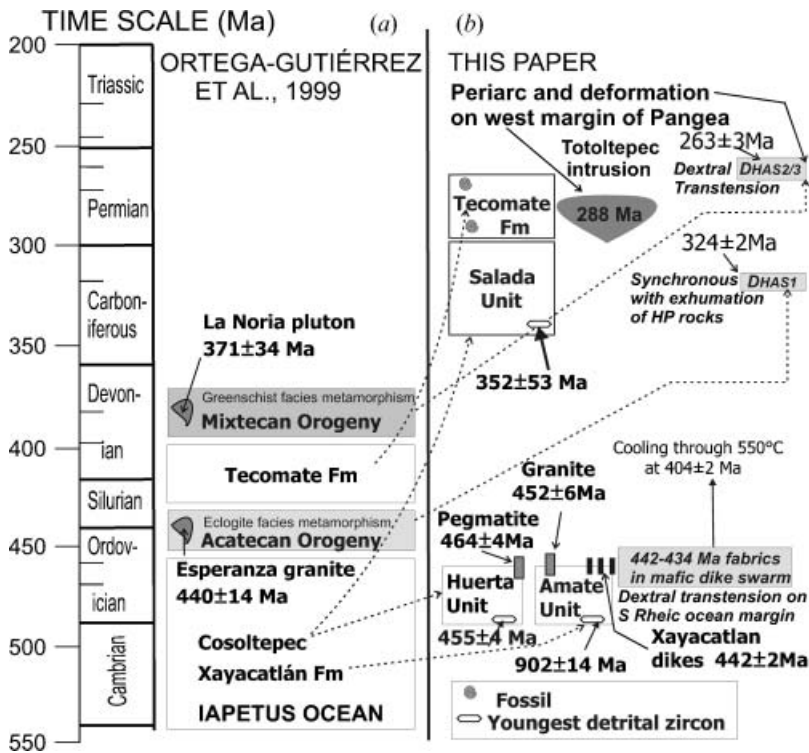 TIME SCALE (Ma)
(a)
(b)
200
250
300
350
400
450
500
550
Triassic
Permian
Carbon-
iferous
Devon-
ian
Silurian
Ordov-
ician
Cambrian
ORTEGA-GUTIÉRREZ
ET AL., 1999
La Noria pluton
371±34 Ma
Greenschist facies metamorphism
Mixtecan Orogeny
Tecomate Fm
Eclogite facies metamorphism,
Acatecan Orogeny
Esperanza granite
440±14 Ma
Cosoltepec
Xayacatlán Fm
IAPETUS OCEAN
THIS PAPER
Periarc and deformation
on west margin of Pangea
Totoltepec
intrusion
263±3Ma
DHAS2/3
Dextral
Transtension
Tecomate
Fm
288 Ma
324±2Ma
Salada
Unit
DHAS1
Synchronous
with exhumation
of HP rocks
352±53 Ma
Cooling through 550°C
at 404±2 Ma
Granite
452±6Ma
Pegmatite
464±4Ma
Huerta
Unit
Amate
Unit
442-434 Ma fabrics
in mafic dike swarm
Dextral transtension on
S Rheic ocean margin
455±4 Ma
902±14 Ma
Xayacatlan
dikes 442±2Ma
Fossil
Youngest detrital zircon